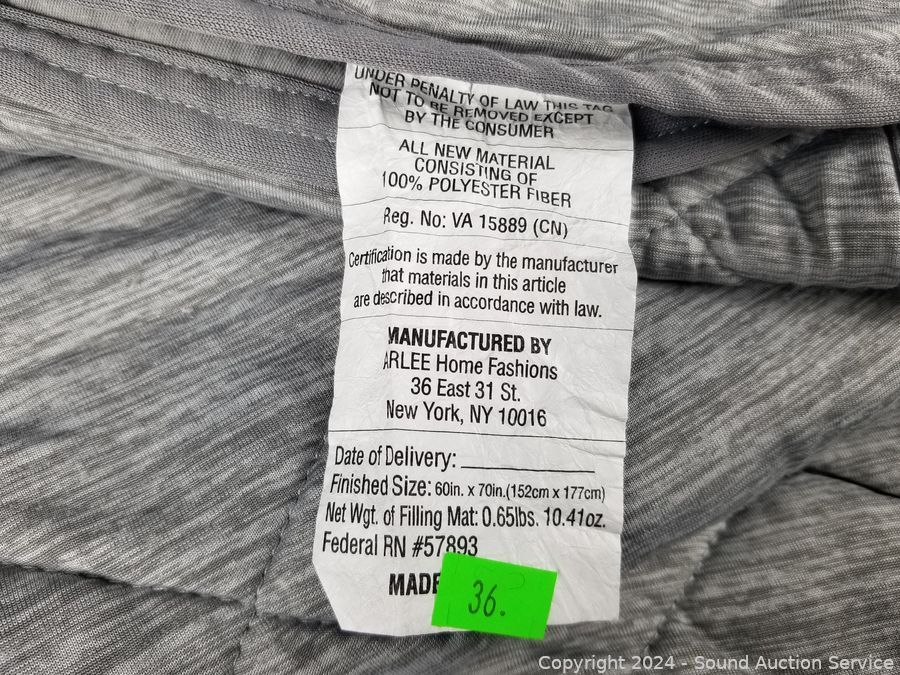 UNDER PENALTY OF LAW THIS TAG
NOT TO BE REMOVED EXCEPT
BY THE CONSUMER
ALL NEW MATERIAL
CONSISTING OF
100% POLYESTER FIBER
Reg. No: VA 15889 (CN)
Certification is made by the manufacturer
that materials in this article
are described in accordance with law.
MANUFACTURED BY
ARLEE Home Fashions
36 East 31 St.
New York, NY 10016
Date of Delivery:
Finished Size: 60in. x 70in.(152cm x 177cm)
Net Wgt. of Filling Mat: 0.65lbs. 10.41oz.
Federal RN #57893
MADE
36.
Copyright © 2024 - Sound Auction Service